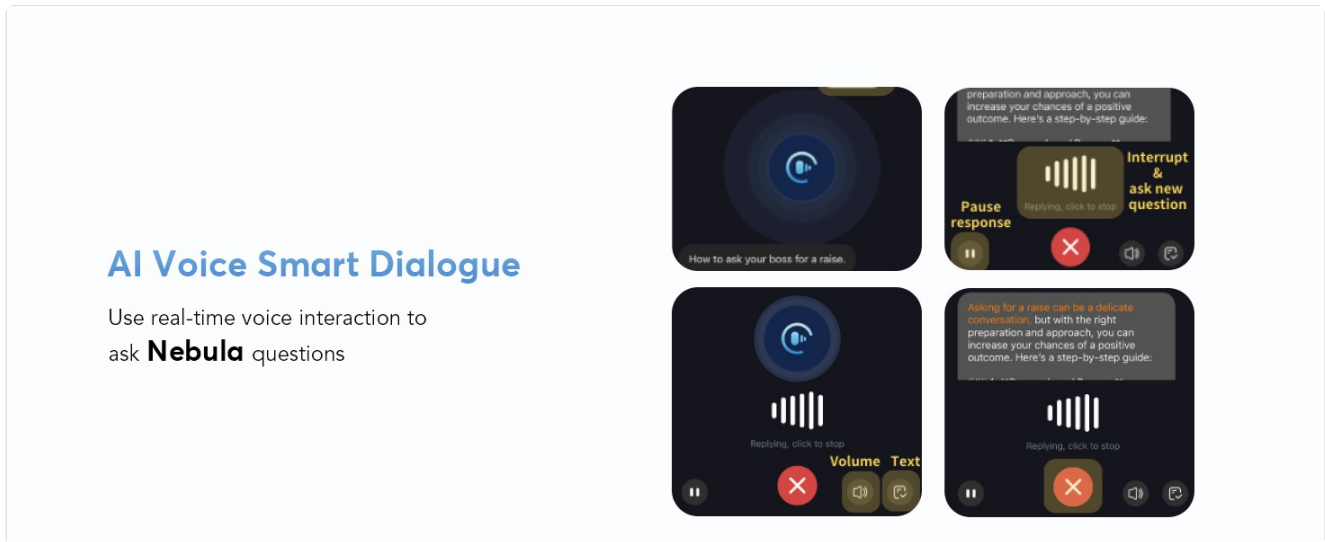 AI Voice Smart Dialogue
Use real-time voice interaction to
ask Nebula questions
How to ask your boss for a raise.
preparation and approach, you can
increase your chances of a positive
outcome. Here's a step-by-step guide:
Interrupt
&
ask new
question
Replying, click to stop
Pause
response
Replying, click to stop
Volume Text
Asking for a raise can be a delicate
conversation, but with the right
preparation and approach, you can
increase your chances of a positive
outcome. Here's a step-by-step guide:
Replying, click to stop